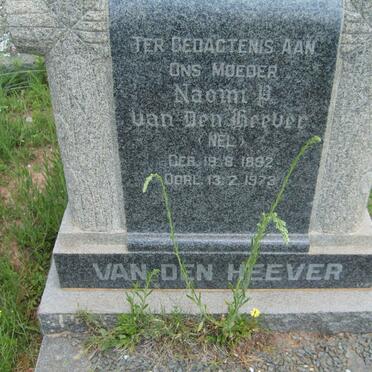 TER GEDAGTENIS AAN
ONS MOEDER
Naomi P.
Van Den Heever
(NEL)
GEB. 19.8.1892
OORL. 13.2.1973
VAN DEN HEEVER